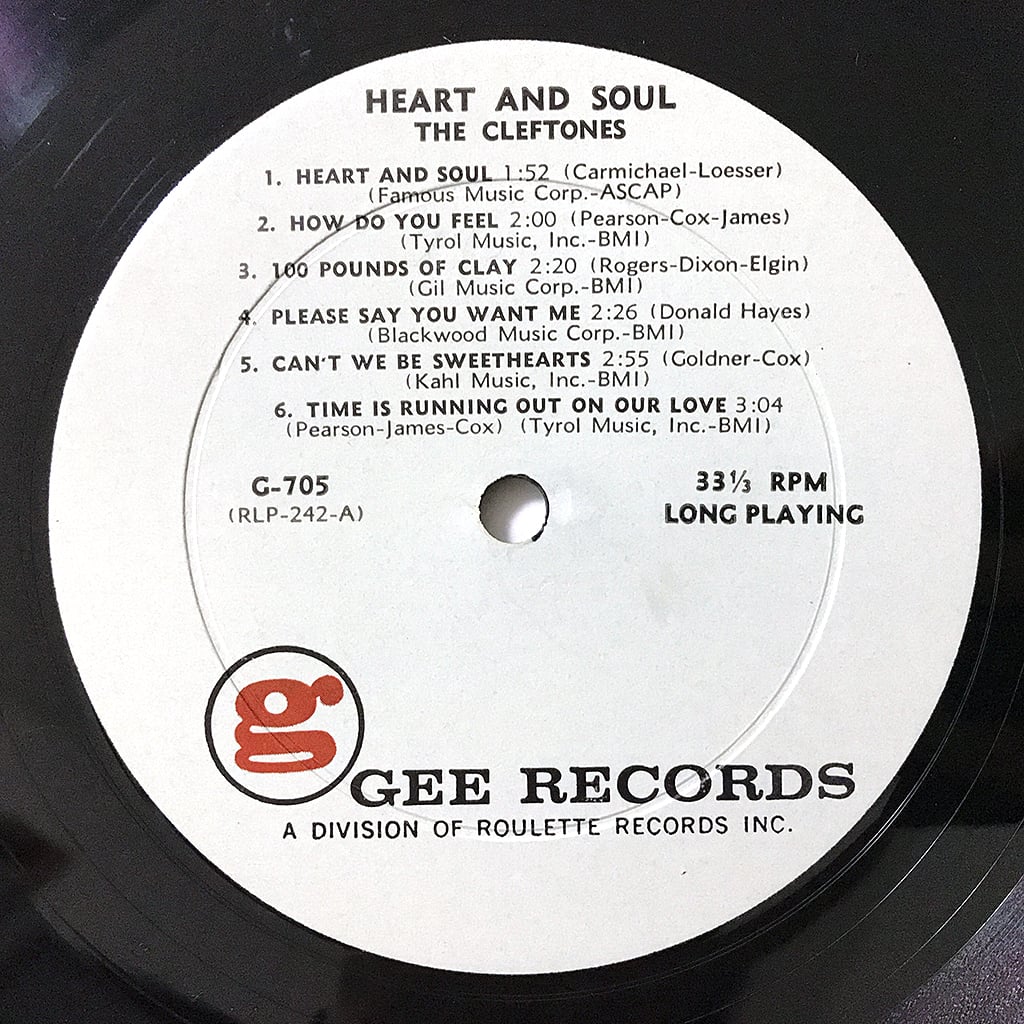 HEART AND SOUL
THE CLEFTONES
1. HEART AND SOUL 1:52 (Carmichael-Loesser)
(Famous Music Corp.-ASCAP)
2. HOW DO YOU FEEL 2:00 (Pearson-Cox-James)
(Tyrol Music, Inc.-BMI)
3. 100 POUNDS OF CLAY 2:20 (Rogers-Dixon-Elgin)
(Gil Music Corp.-BMI)
4. PLEASE SAY YOU WANT ME 2:26 (Donald Hayes)
(Blackwood Music Corp.-BMI)
5. CAN'T WE BE SWEETHEARTS 2:55 (Goldner-Cox)
(Kahl Music, Inc.-BMI)
6. TIME IS RUNNING OUT ON OUR LOVE 3:04
(Pearson-James-Cox) (Tyrol Music, Inc.-BMI)
G-705
(RLP-242-A)
33⅓ RPM
LONG PLAYING
g
GEE RECORDS
A DIVISION OF ROULETTE RECORDS INC.